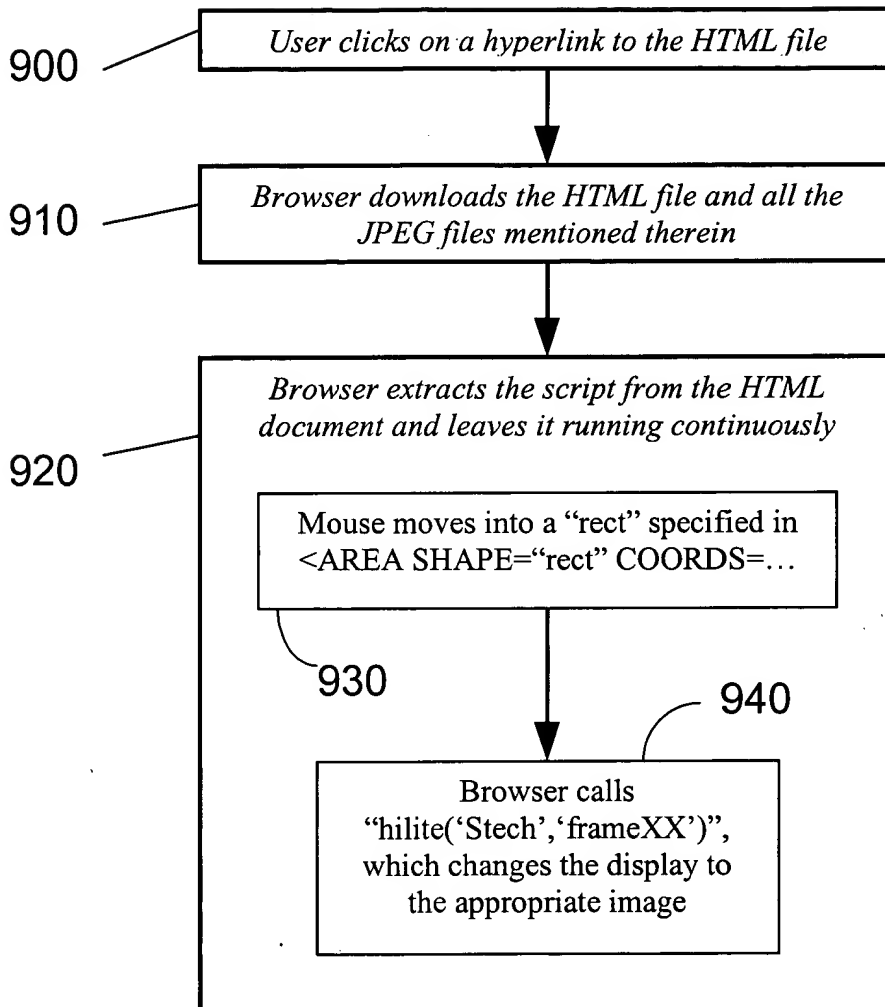 900
User clicks on a hyperlink to the HTML file
910
Browser downloads the HTML file and all the
JPEG files mentioned therein
920
Browser extracts the script from the HTML
document and leaves it running continuously
Mouse moves into a “rect” specified in
<AREA SHAPE=“rect” COORDS=…
930
940
Browser calls
“hilite(‘Stech’,‘frameXX’)”,
which changes the display to
the appropriate image